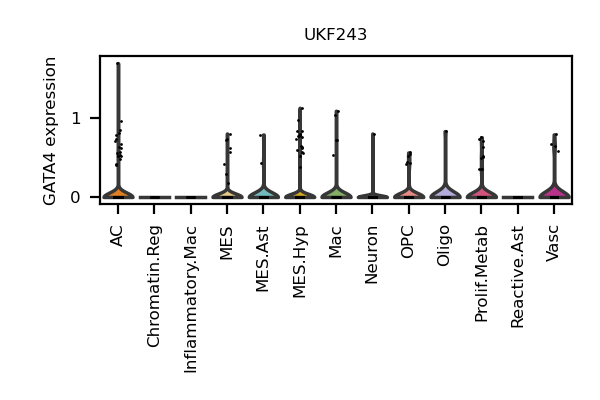 UKF243
GATA4 expression
1
0
AC
Chromatin.Reg
Inflammatory.Mac
MES
MES.Ast
MES.Hyp
Mac
Neuron
OPC
Oligo
Prolif.Metab
Reactive.Ast
Vasc